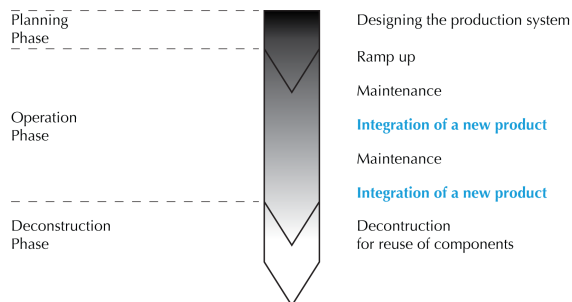 Planning
Phase
Designing the production system
Ramp up
Maintenance
Operation
Phase
Integration of a new product
Maintenance
Integration of a new product
Deconstruction
Phase
Decontruction
for reuse of components